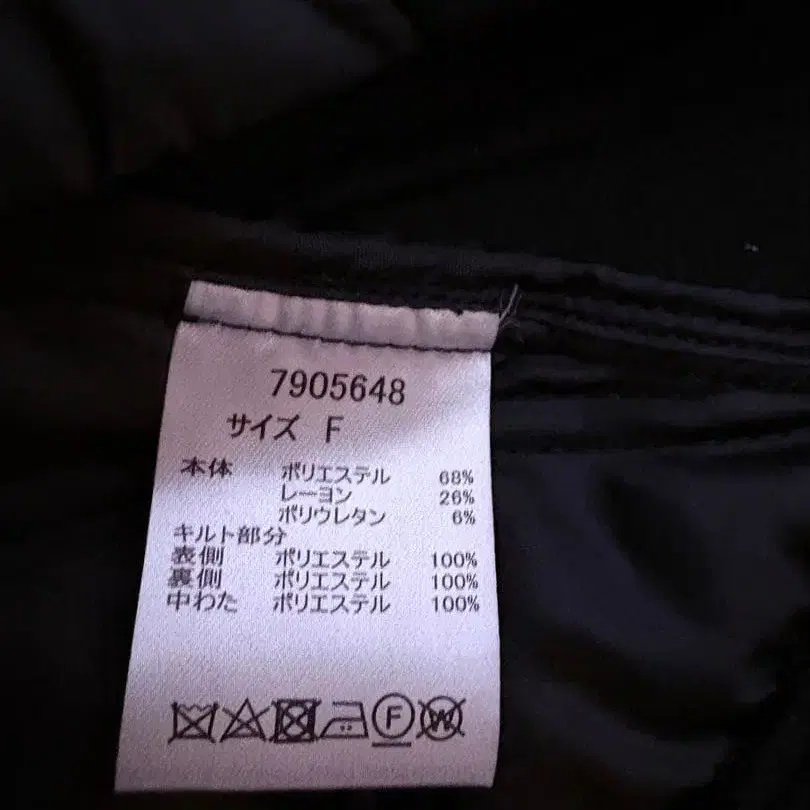 7905648
サイズ F
本体 ポリエステル 68%
レーヨン 26%
ポリウレタン 6%
キルト部分
表側 ポリエステル 100%
裏側 ポリエステル 100%
中わた ポリエステル 100%
F W